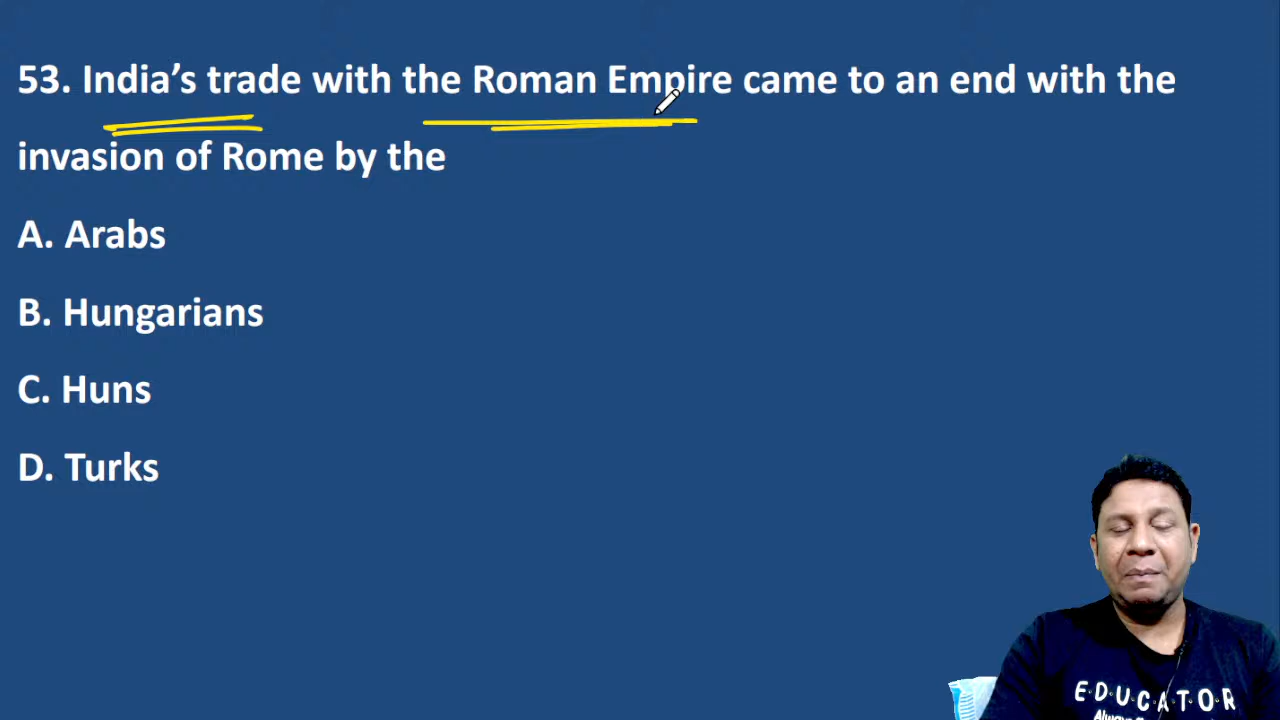 53. India’s trade with the Roman Empire came to an end with the
invasion of Rome by the
A. Arabs
B. Hungarians
C. Huns
D. Turks
EDUCATOR